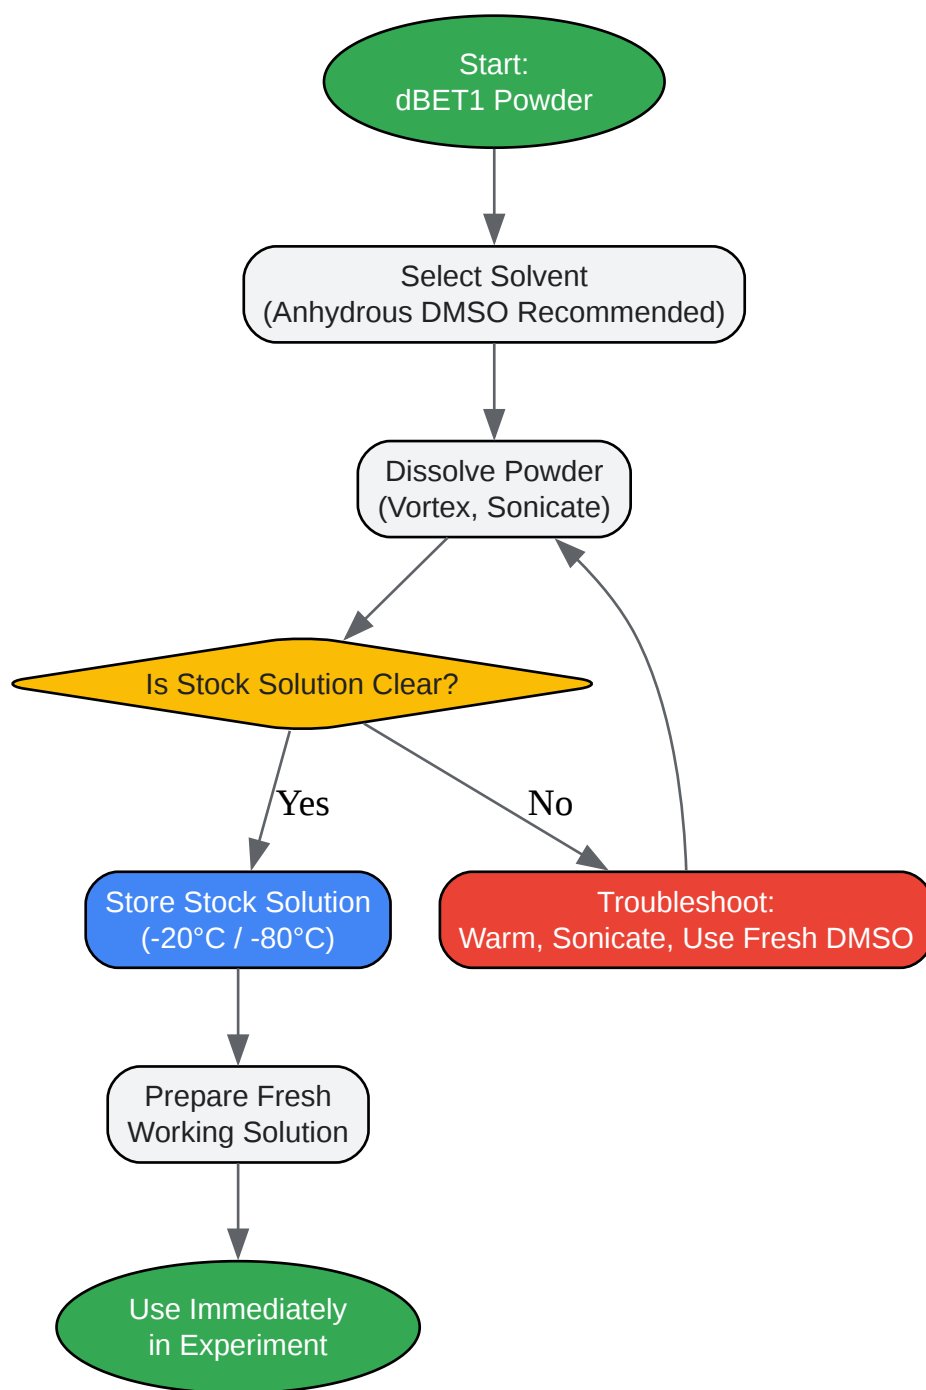 Start:
dBET1 Powder
Select Solvent
(Anhydrous DMSO Recommended)
Dissolve Powder
(Vortex, Sonicate)
Is Stock Solution Clear?
Yes
No
Store Stock Solution
(-20°C / -80°C)
Troubleshoot:
Warm, Sonicate, Use Fresh DMSO
Prepare Fresh
Working Solution
Use Immediately
in Experiment